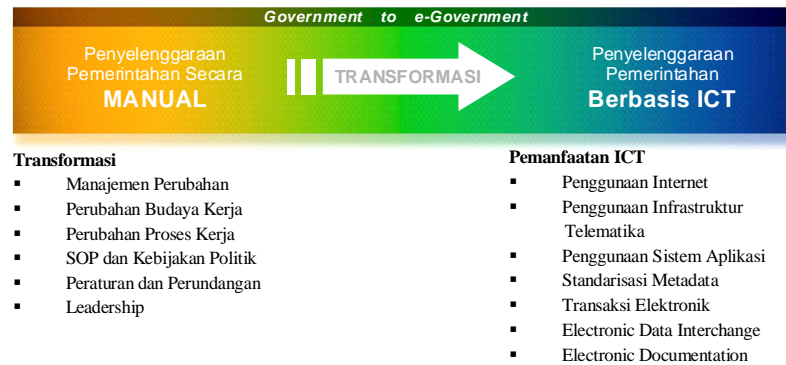 Government to e-Government
Penyelenggaraan
Pemerintahan Secara
MANUAL
TRANSFORMASI
Penyelenggaraan
Pemerintahan
Berbasis ICT
Transformasi
▪ Manajemen Perubahan
▪ Perubahan Budaya Kerja
▪ Perubahan Proses Kerja
▪ SOP dan Kebijakan Politik
▪ Peraturan dan Perundangan
▪ Leadership
Pemanfaatan ICT
▪ Penggunaan Internet
▪ Penggunaan Infrastruktur
Telematika
▪ Penggunaan Sistem Aplikasi
▪ Standarisasi Metadata
▪ Transaksi Elektronik
▪ Electronic Data Interchange
▪ Electronic Documentation